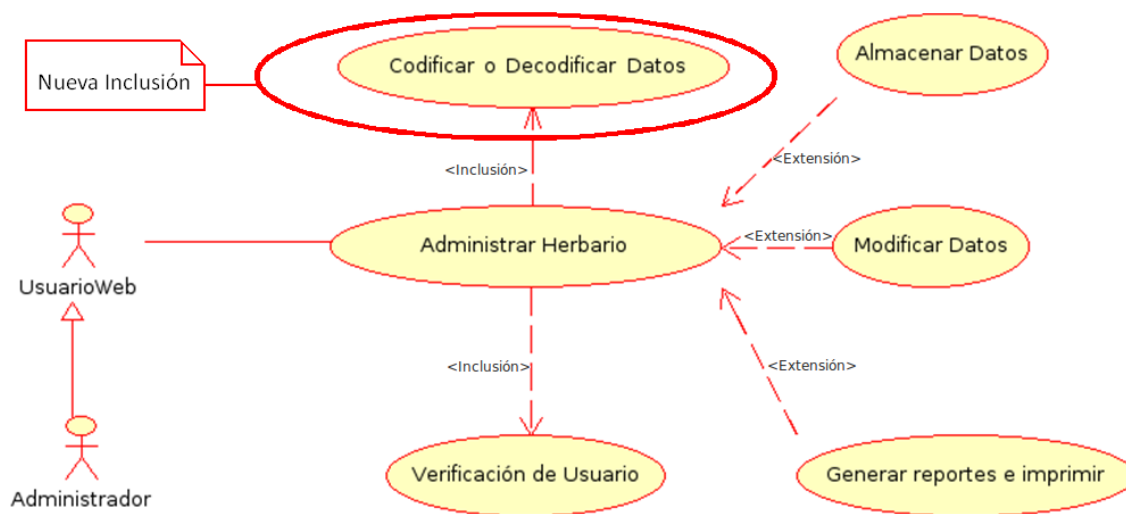 Codificar o Decodificar Datos
Almacenar Datos
Nueva Inclusión
<Extensión>
<Inclusión>
Administrar Herbario
<Extensión>
Modificar Datos
UsuarioWeb
<Inclusión>
<Extensión>
Verificación de Usuario
Generar reportes e imprimir
Administrador